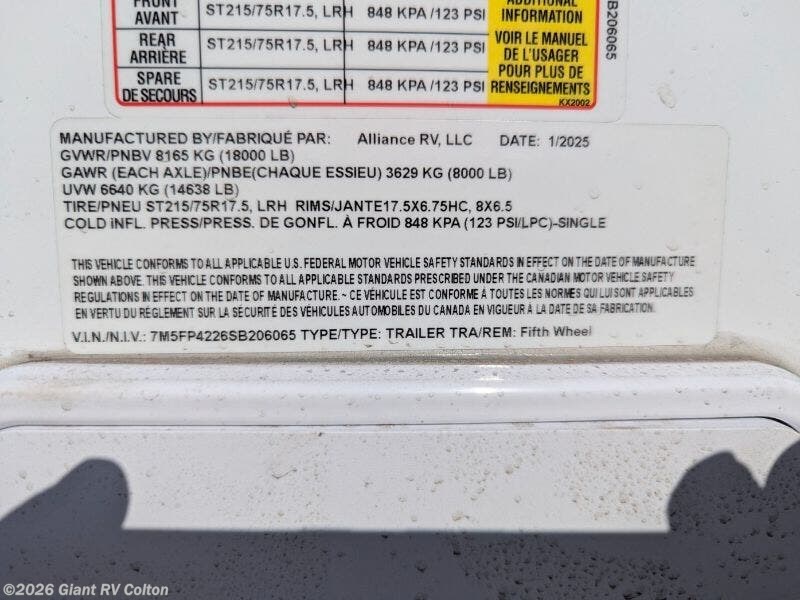 FRONT ST215/75R17.5, LRH 848 KPA /123 PSI
AVANT
REAR ST215/75R17.5, LRH 848 KPA /123 PSI
ARRIÈRE
SPARE ST215/75R17.5, LRH 848 KPA /123 PSI
DE SECOURS
ADDITIONAL
INFORMATION
VOIR LE MANUEL
DE L'USAGER
POUR PLUS DE
RENSEIGNEMENTS
KX2002
B206065
MANUFACTURED BY/FABRIQUÉ PAR: Alliance RV, LLC DATE: 1/2025
GVWR/PNBV 8165 KG (18000 LB)
GAWR (EACH AXLE)/PNBE(CHAQUE ESSIEU) 3629 KG (8000 LB)
UVW 6640 KG (14638 LB)
TIRE/PNEU ST215/75R17.5, LRH RIMS/JANTE17.5X6.75HC, 8X6.5
COLD INFL. PRESS/PRESS. DE GONFL. À FROID 848 KPA (123 PSI/LPC)-SINGLE
THIS VEHICLE CONFORMS TO ALL APPLICABLE U.S. FEDERAL MOTOR VEHICLE SAFETY STANDARDS IN EFFECT ON THE DATE OF MANUFACTURE
SHOWN ABOVE. THIS VEHICLE CONFORMS TO ALL APPLICABLE STANDARDS PRESCRIBED UNDER THE CANADIAN MOTOR VEHICLE SAFETY
REGULATIONS IN EFFECT ON THE DATE OF MANUFACTURE. ~ CE VÉHICULE EST CONFORME À TOUTES LES NORMES QUI LUI SONT APPLICABLES
EN VERTU DU RÉGLEMENT SUR LA SÉCURITÉ DES VÉHICULES AUTOMOBILES DU CANADA EN VIGUEUR À LA DATE DE SA FABRICATION.
V.I.N./N.I.V.: 7M5FP4226SB206065 TYPE/TYPE: TRAILER TRA/REM: Fifth Wheel
©2026 Giant RV Colton